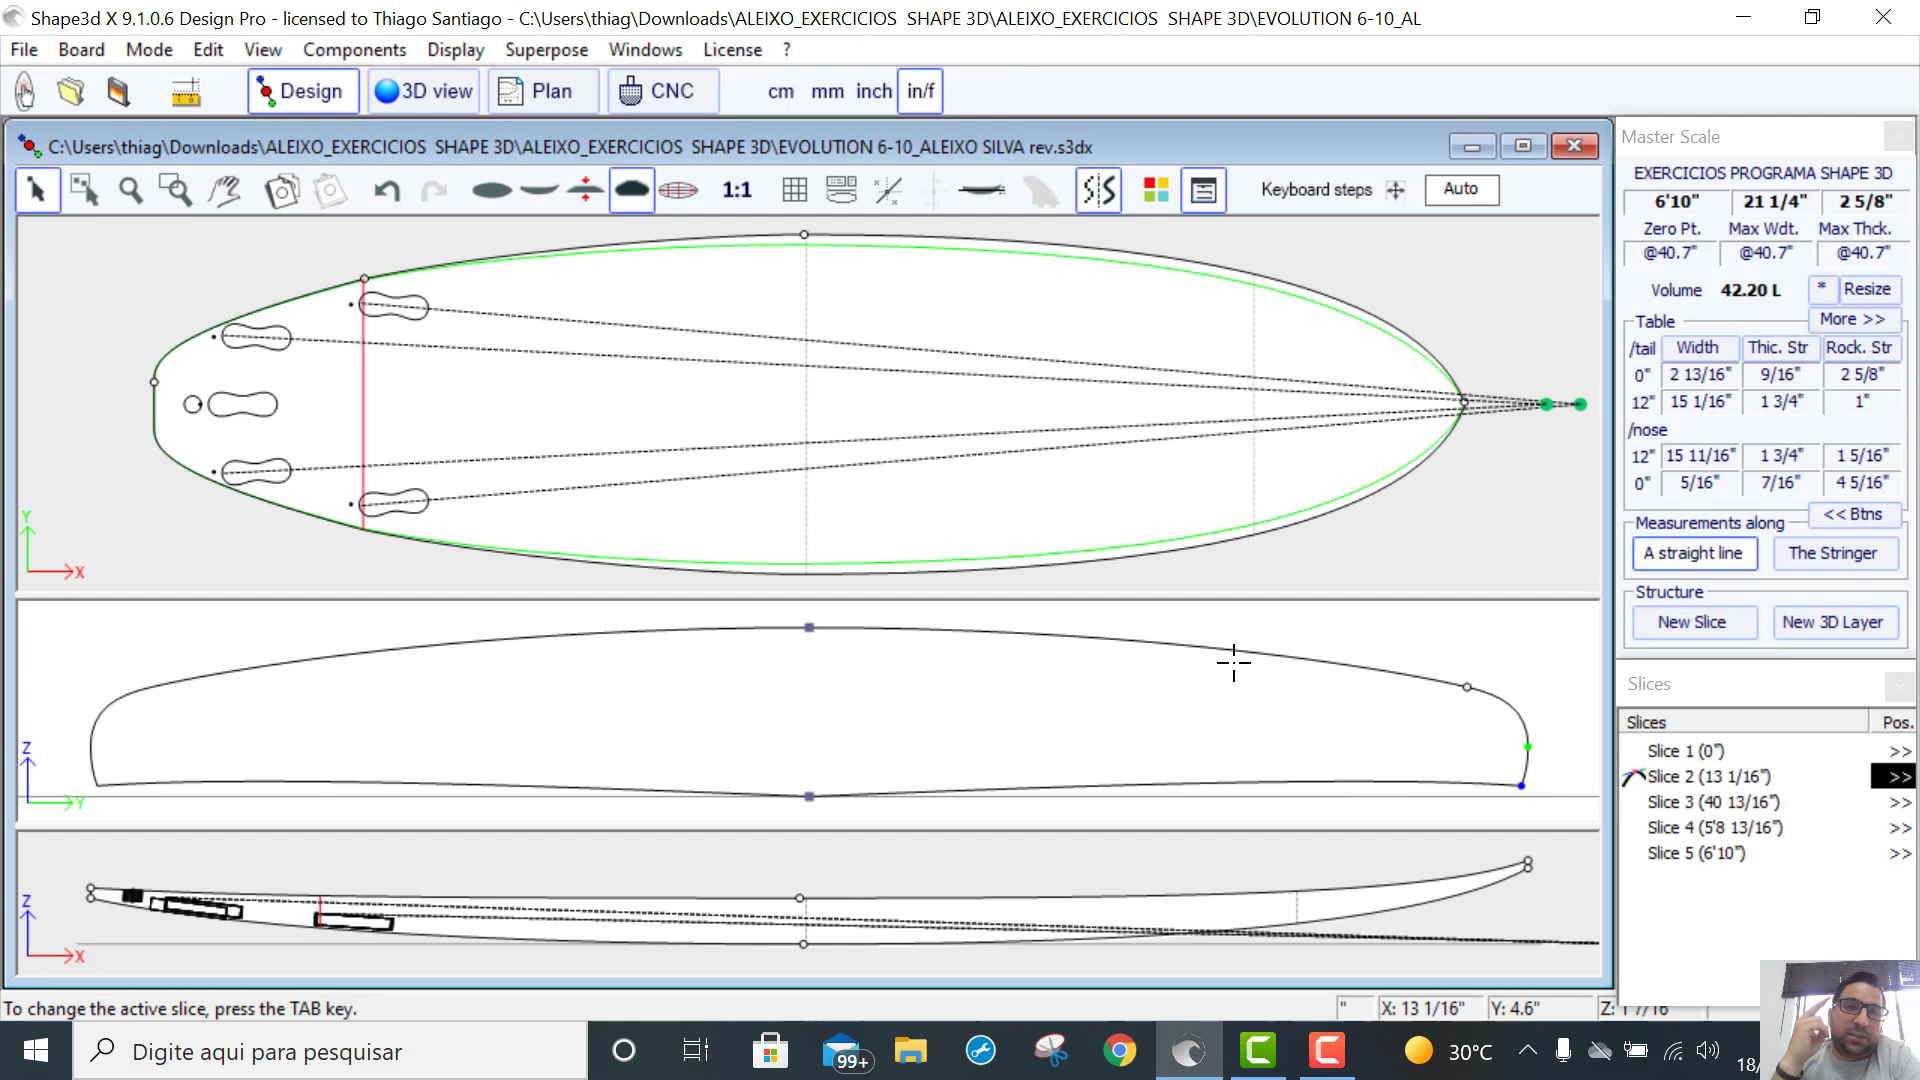 Shape3d X 9.1.0.6 Design Pro - licensed to Thiago Santiago - C:\Users\thiag\Downloads\ALEIXO_EXERCICIOS  SHAPE 3D\ALEIXO_EXERCICIOS  SHAPE 3D\EVOLUTION 6-10_AL
File Board Mode Edit View Components Display Superpose Windows License ?
Design 3D view Plan CNC cm mm inch in/f
C:\Users\thiag\Downloads\ALEIXO_EXERCICIOS  SHAPE 3D\ALEIXO_EXERCICIOS  SHAPE 3D\EVOLUTION 6-10_ALEIXO SILVA rev.s3dx
1:1 Keyboard steps Auto
Y
X
Z
Y
Z
X
Master Scale
EXERCICIOS PROGRAMA SHAPE 3D
6'10" 21 1/4" 2 5/8"
Zero Pt. Max Wdt. Max Thck.
@40.7" @40.7" @40.7"
Volume 42.20 L * Resize
Table More >>
/tail Width Thic. Str Rock. Str
0" 2 13/16" 9/16" 2 5/8"
12" 15 1/16" 1 3/4" 1"
/nose
12" 15 11/16" 1 3/4" 1 5/16"
0" 5/16" 7/16" 4 5/16"
<< Btns
Measurements along
A straight line The Stringer
Structure
New Slice New 3D Layer
Slices
Slices Pos.
Slice 1 (0") >>
Slice 2 (13 1/16") >>
Slice 3 (40 13/16") >>
Slice 4 (5'8 13/16") >>
Slice 5 (6'10") >>
To change the active slice, press the TAB key.
" X: 13 1/16" Y: 4.6" Z: 1 7/16
Digite aqui para pesquisar
99+
30°C
18/